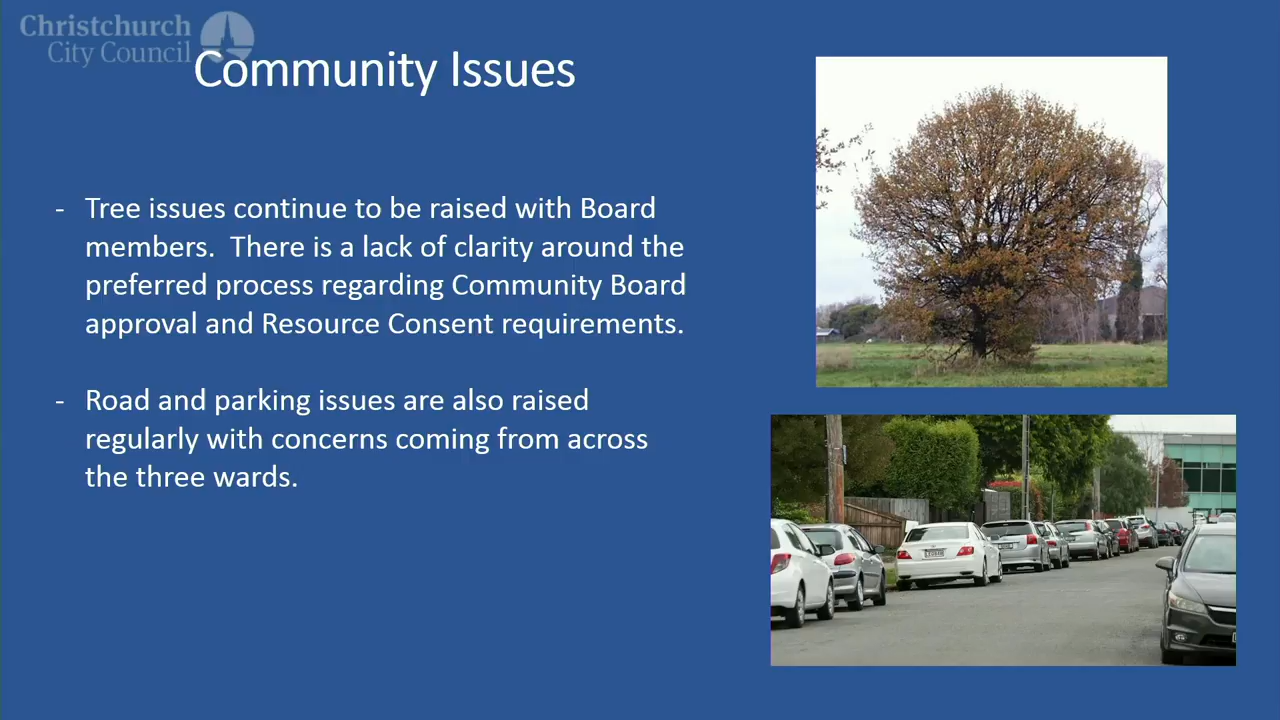 Christchurch
City Council
Community Issues
- Tree issues continue to be raised with Board
members. There is a lack of clarity around the
preferred process regarding Community Board
approval and Resource Consent requirements.
- Road and parking issues are also raised
regularly with concerns coming from across
the three wards.